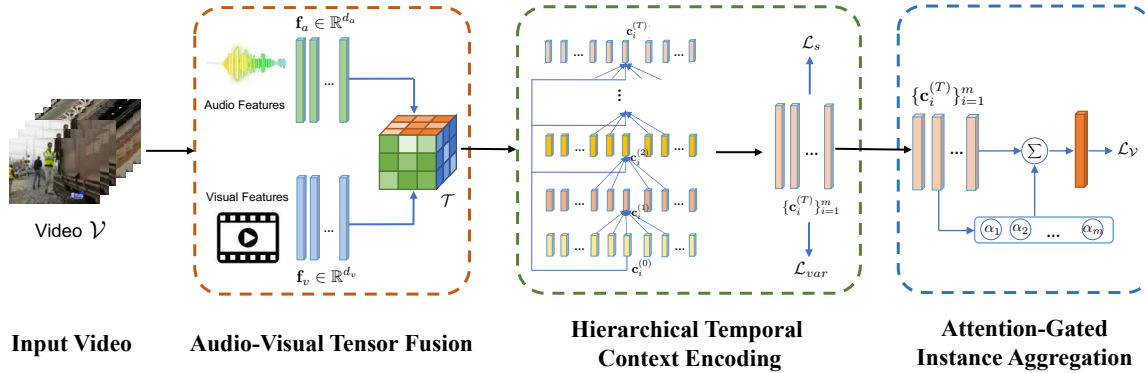 f_a ∈ ℝ^{d_a}
Audio Features
...
Visual Features
...
f_v ∈ ℝ^{d_v}
𝒯
Video 𝒱
c_i^{(T)}
... ... ...
⋮
... ... ...
c_i^{(2)}
... ... ...
c_i^{(1)}
... ... ...
c_i^{(0)}
ℒ_s
...
{c_i^{(T)}}_{i=1}^m
ℒ_{var}
{c_i^{(T)}}_{i=1}^m
...
∑
ℒ_𝒱
α_1 α_2 ... α_m
Input Video
Audio-Visual Tensor Fusion
Hierarchical Temporal
Context Encoding
Attention-Gated
Instance Aggregation